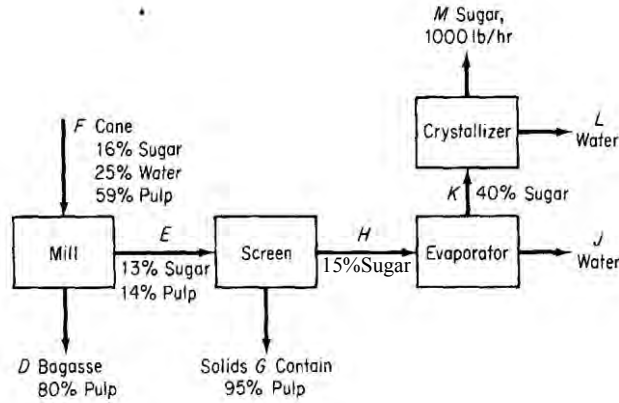 M Sugar,
1000 lb/hr
F Cane
16% Sugar
25% Water
59% Pulp
Crystallizer
L
Water
K 40% Sugar
Mill
E
13% Sugar
14% Pulp
Screen
H
15%Sugar
Evaporator
J
Water
D Bagasse
80% Pulp
Solids G Contain
95% Pulp